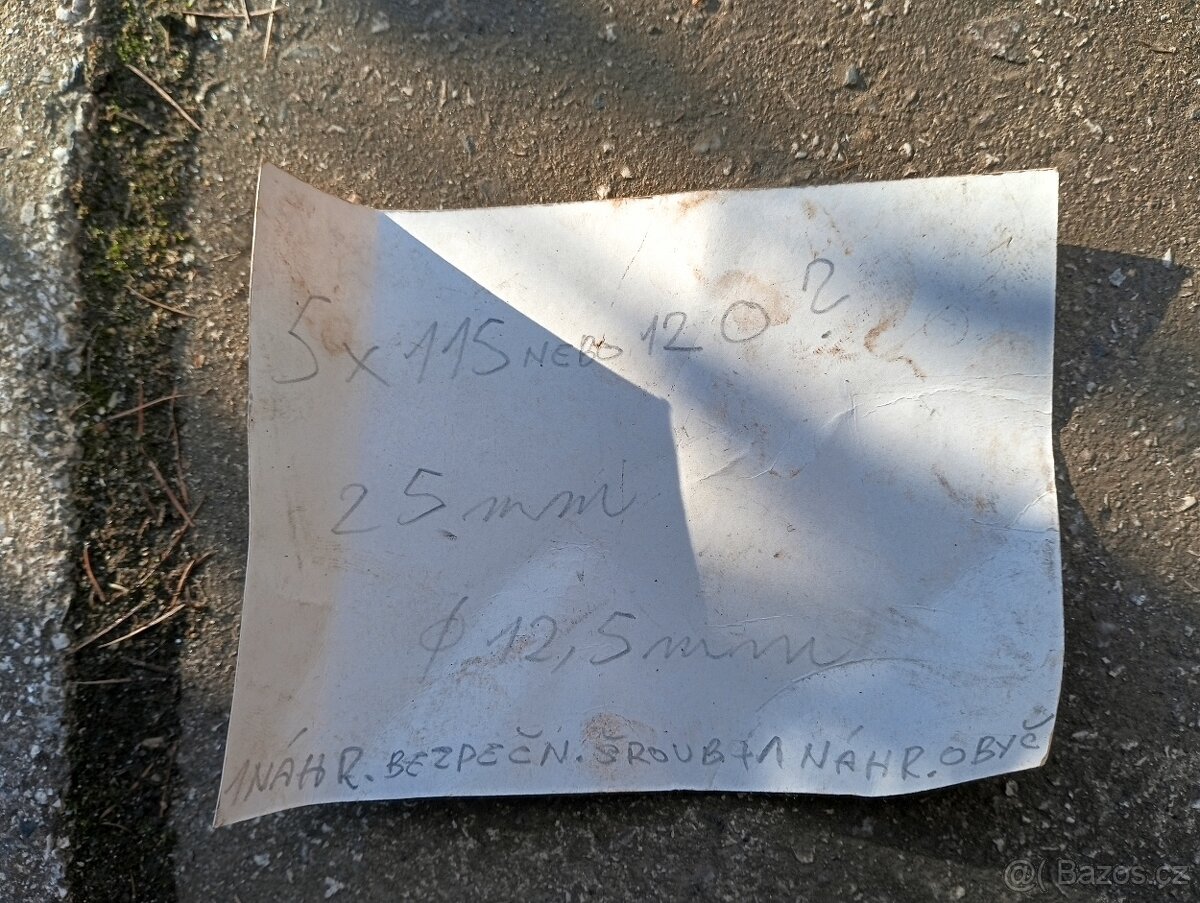 5x115 NEBO 120?
25mm
⌀ 12,5mm
1 NÁHR. BEZPEČN. ŠROUB+1 NÁHR. OBYČ
@( Bazos.cz